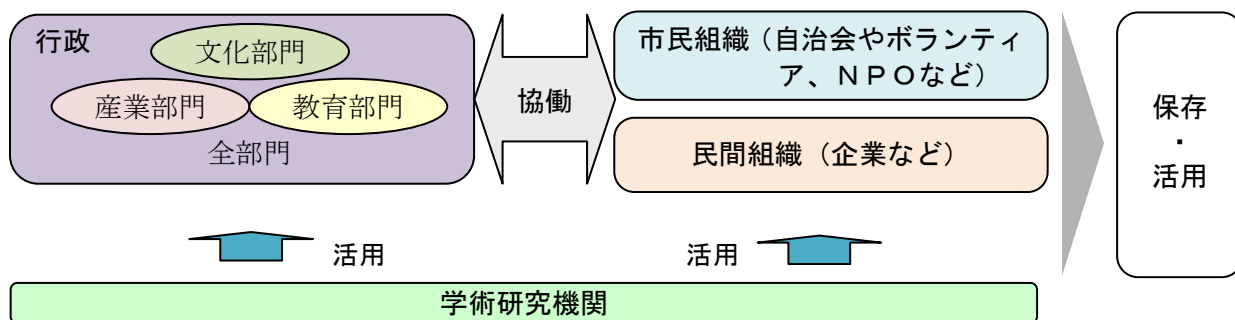 行政
文化部門
産業部門
教育部門
全部門
協働
市民組織（自治会やボランティ
ア、ＮＰＯなど）
民間組織（企業など）
保存
・
活用
活用
活用
学術研究機関